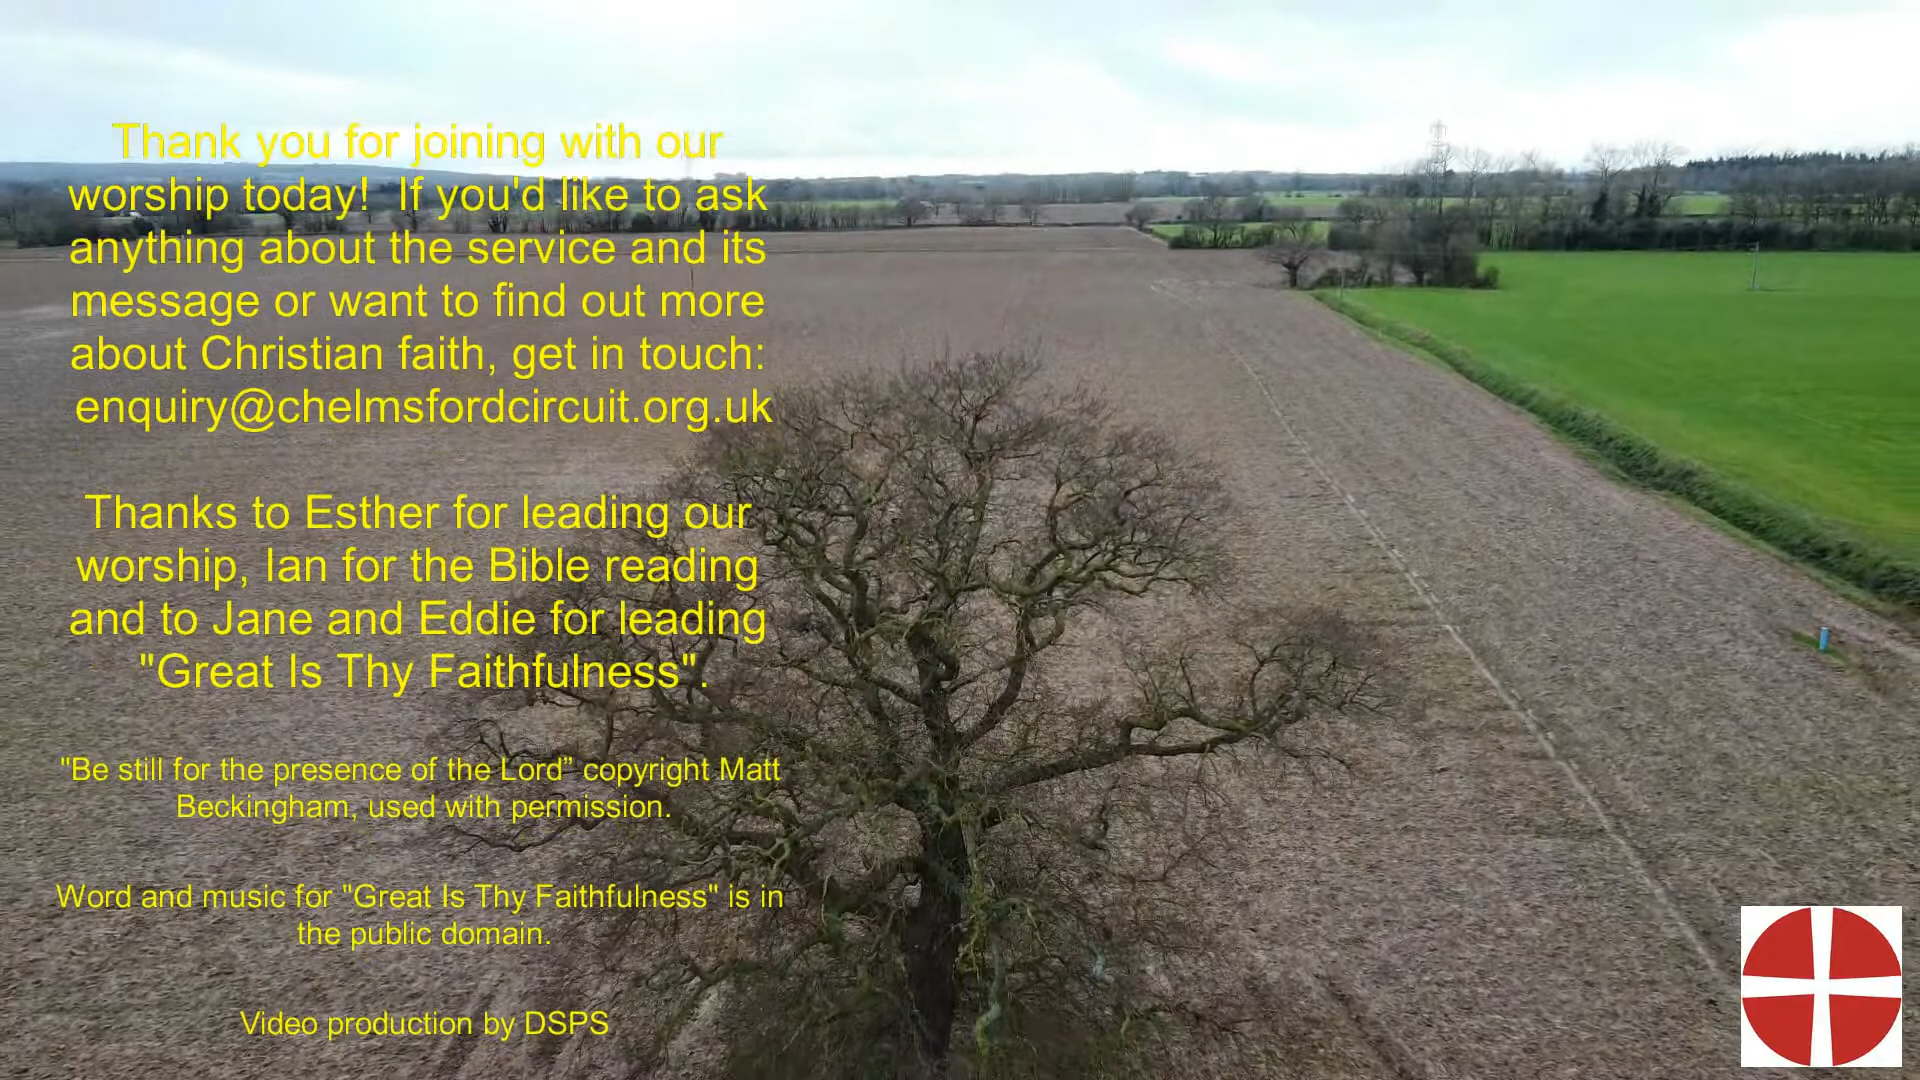 Thank you for joining with our
worship today!  If you'd like to ask
anything about the service and its
message or want to find out more
about Christian faith, get in touch:
enquiry@chelmsfordcircuit.org.uk
Thanks to Esther for leading our
worship, Ian for the Bible reading
and to Jane and Eddie for leading
"Great Is Thy Faithfulness".
"Be still for the presence of the Lord” copyright Matt
Beckingham, used with permission.
Word and music for "Great Is Thy Faithfulness" is in
the public domain.
Video production by DSPS